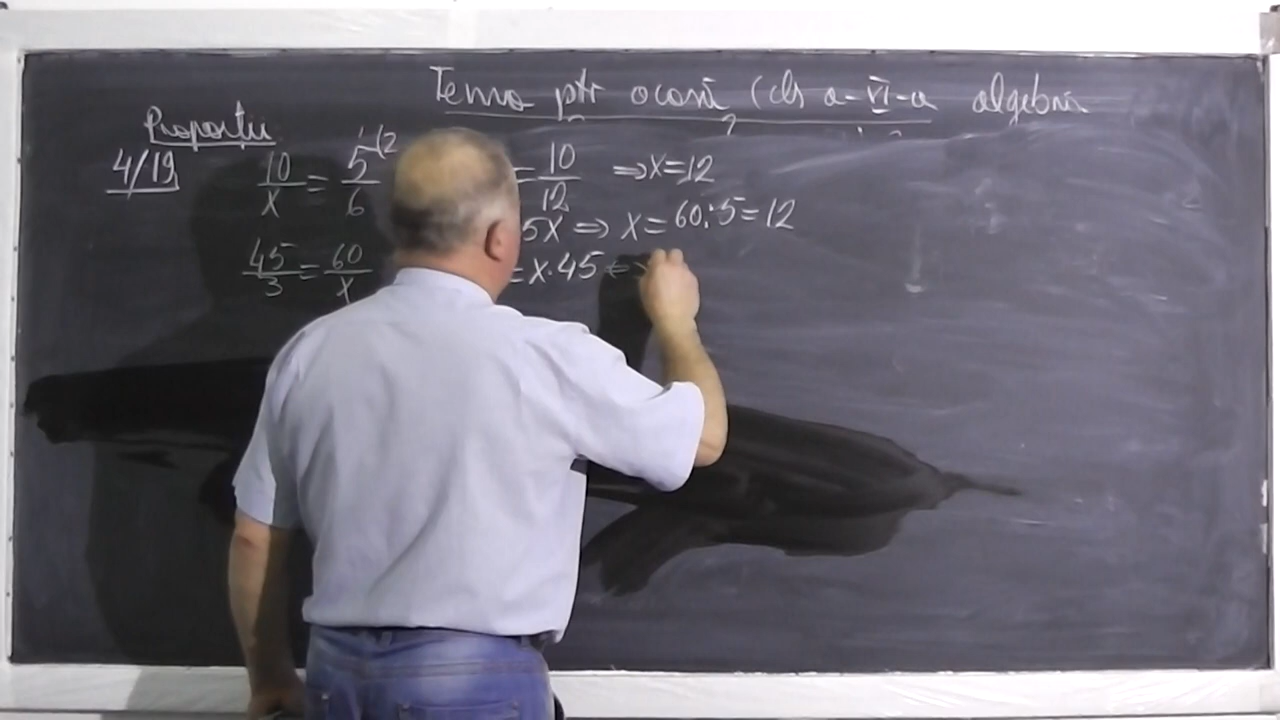 Tema ptr acasă (cls a-VI-a algebră
Proporții
4/19 10/x = 5/6 (2 = 10/12 ⇒ x=12
5x ⇒ x = 60:5 = 12
45/3 = 60/x = x·45